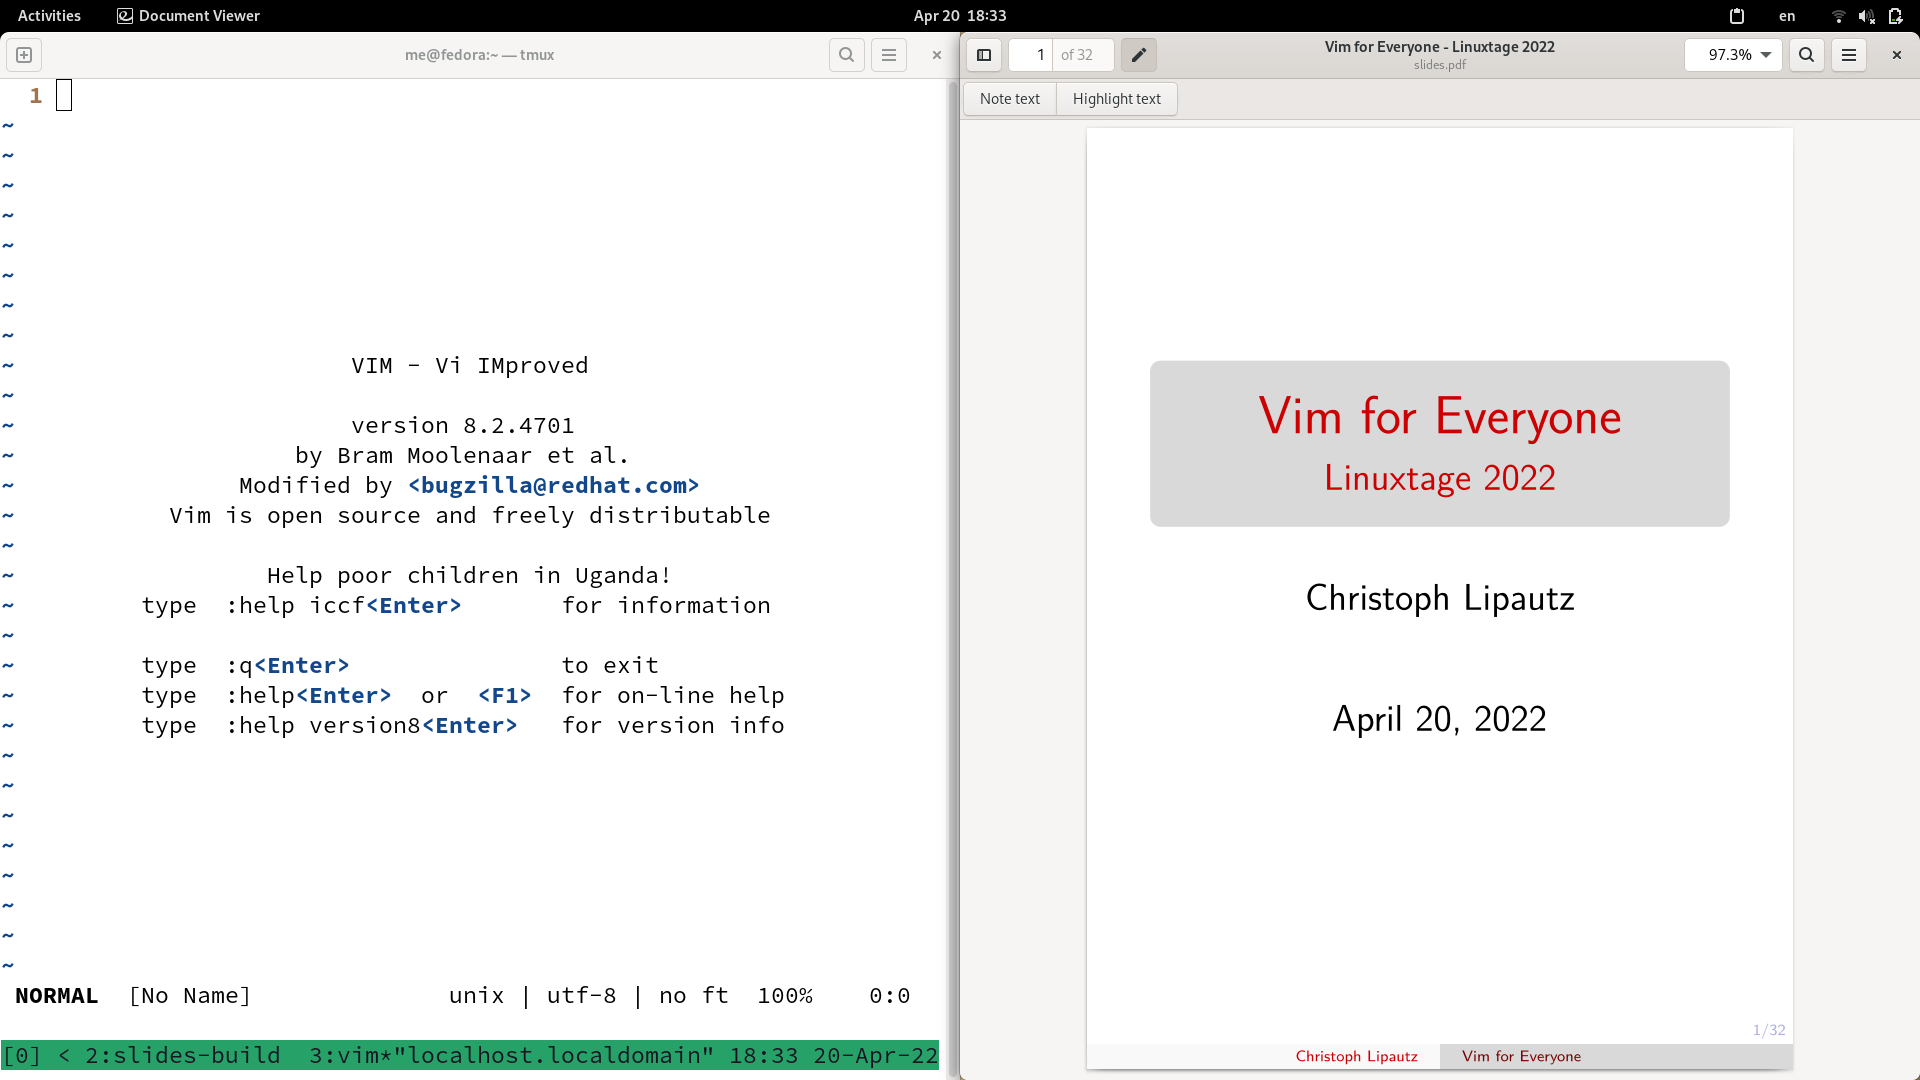 Activities Document Viewer Apr 20 18:33 en
me@fedora:~ — tmux
1
~
~
~
~
~
~
~
~
~ VIM - Vi IMproved
~
~ version 8.2.4701
~ by Bram Moolenaar et al.
~ Modified by <bugzilla@redhat.com>
~ Vim is open source and freely distributable
~
~ Help poor children in Uganda!
~ type :help iccf<Enter> for information
~
~ type :q<Enter> to exit
~ type :help<Enter> or <F1> for on-line help
~ type :help version8<Enter> for version info
~
~
~
~
~
~
~
~
NORMAL [No Name] unix | utf-8 | no ft 100% 0:0
[0] < 2:slides-build 3:vim*"localhost.localdomain" 18:33 20-Apr-22
1 of 32
Vim for Everyone - Linuxtage 2022
slides.pdf
97.3%
Note text Highlight text
Vim for Everyone
Linuxtage 2022
Christoph Lipautz
April 20, 2022
1/32
Christoph Lipautz Vim for Everyone